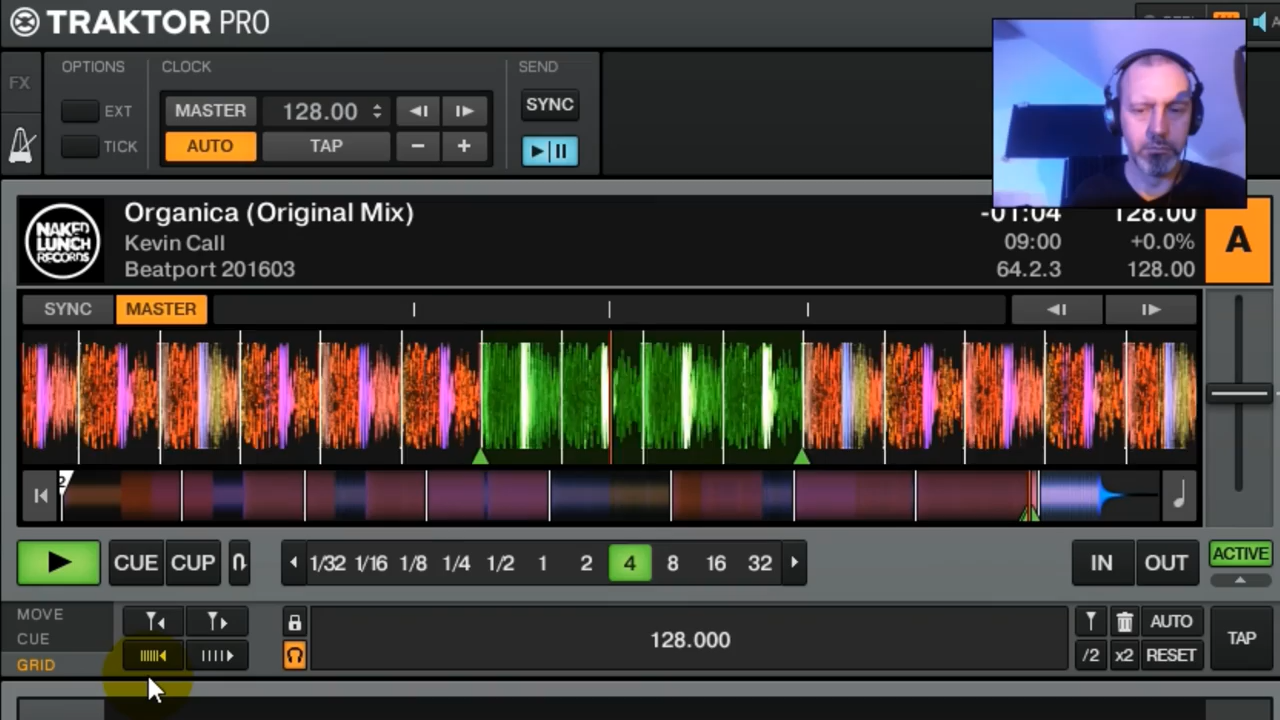 TRAKTOR PRO
FX
OPTIONS
EXT
TICK
CLOCK
MASTER 128.00
AUTO TAP − +
SEND
SYNC
NAKED LUNCH RECORDS
Organica (Original Mix)
Kevin Call
Beatport 201603
-01:04 128.00
09:00 +0.0%
64.2.3 128.00
A
SYNC MASTER
2
CUE CUP 1/32 1/16 1/8 1/4 1/2 1 2 4 8 16 32 IN OUT ACTIVE
MOVE
CUE
GRID
128.000
AUTO
/2 x2 RESET
TAP